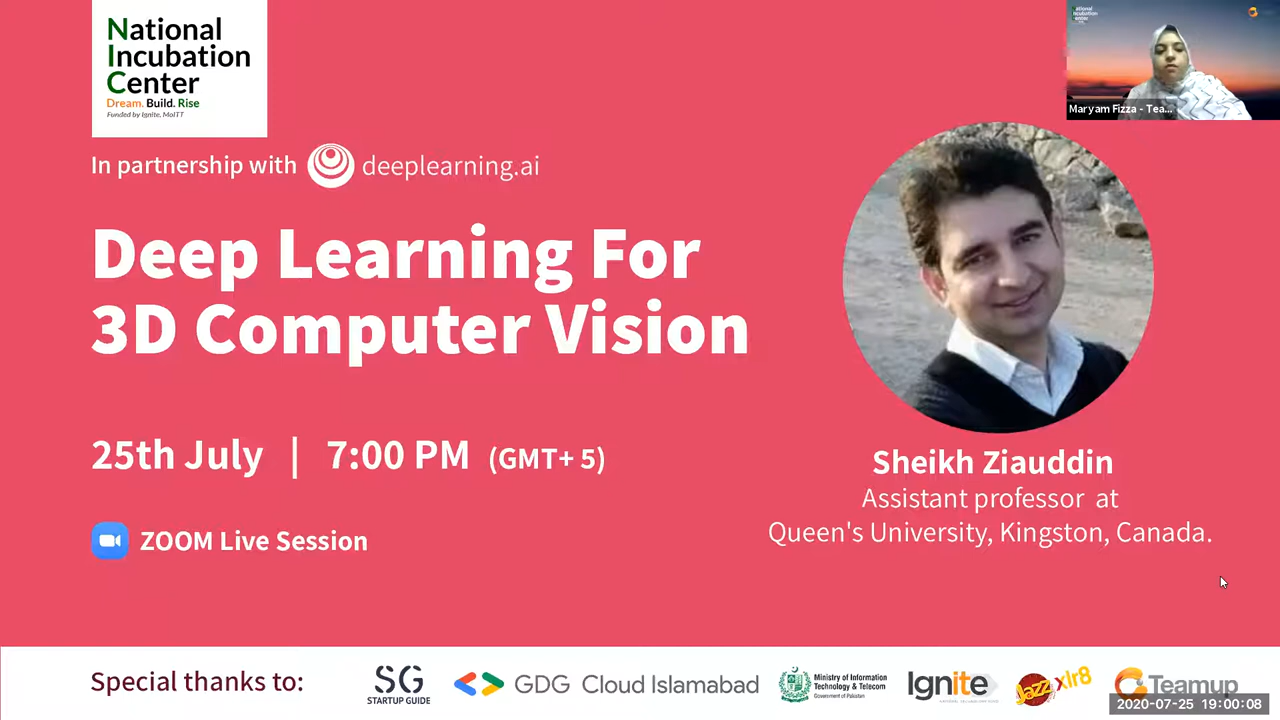 National
Incubation
Center
Dream. Build. Rise
Funded by Ignite, MoITT
In partnership with deeplearning.ai
Deep Learning For
3D Computer Vision
25th July | 7:00 PM (GMT+ 5)
ZOOM Live Session
Maryam Fizza - Tea...
Sheikh Ziauddin
Assistant professor at
Queen's University, Kingston, Canada.
Special thanks to:
SG
STARTUP GUIDE
GDG Cloud Islamabad
Ministry of Information
Technology & Telecom
Government of Pakistan
Ignite
Jazz xlr8
Teamup
2020-07-25 19:00:08